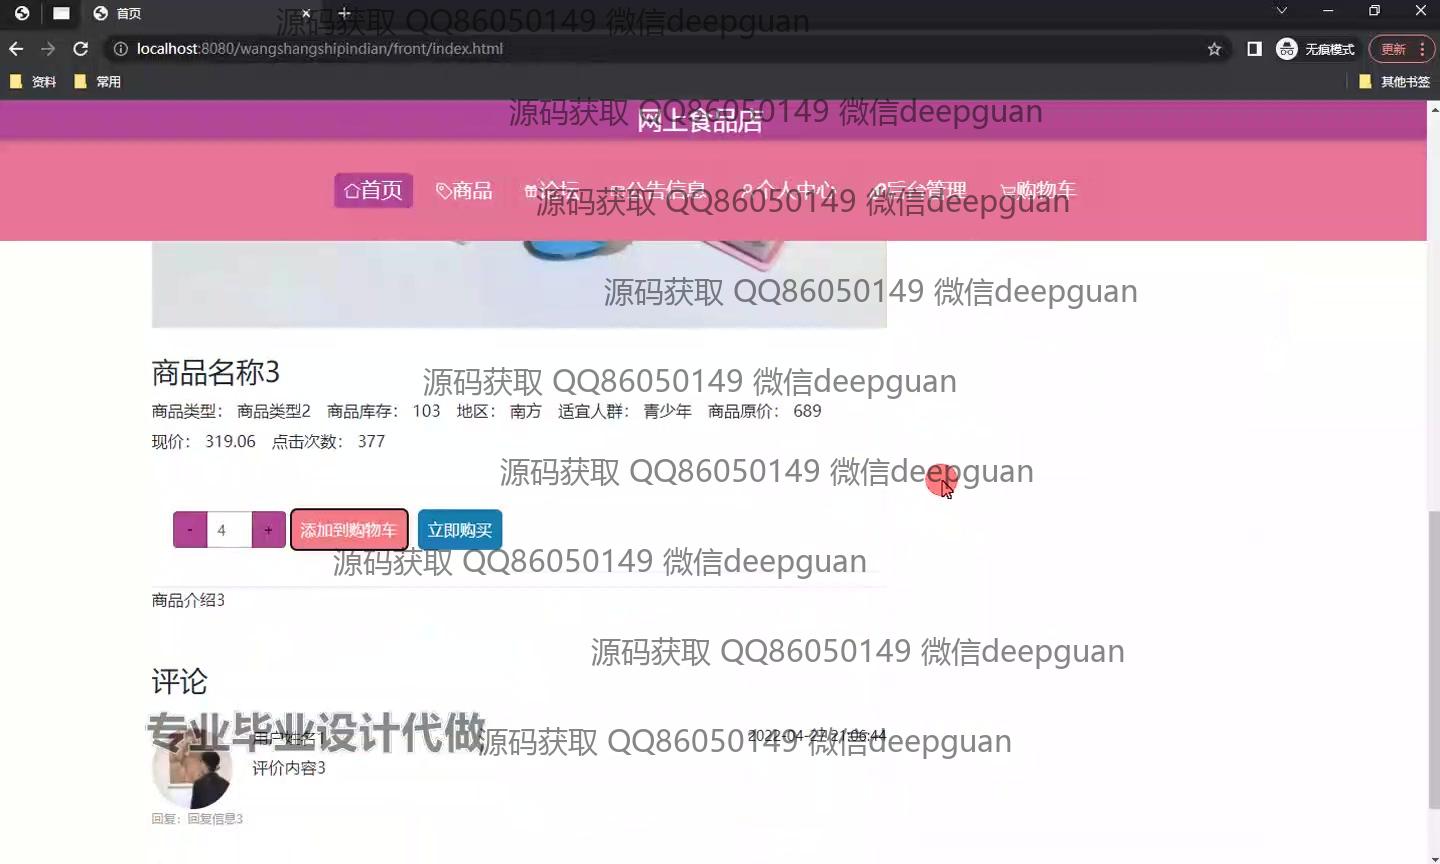 首页
源码获取 QQ86050149 微信deepguan
localhost:8080/wangshangshipindian/front/index.html
无痕模式
更新
资料
常用
其他书签
源码获取 QQ86050149 微信deepguan
网上食品店
首页
商品
论坛
公告信息
个人中心
后台管理
购物车
源码获取 QQ86050149 微信deepguan
源码获取 QQ86050149 微信deepguan
商品名称3
源码获取 QQ86050149 微信deepguan
商品类型： 商品类型2 商品库存： 103 地区： 南方 适宜人群： 青少年 商品原价： 689
现价： 319.06 点击次数： 377
源码获取 QQ86050149 微信deepguan
- 4 + 添加到购物车 立即购买
源码获取 QQ86050149 微信deepguan
商品介绍3
源码获取 QQ86050149 微信deepguan
评论
专业毕业设计代做
用户姓名1
2022-04-27 21:06:44
源码获取 QQ86050149 微信deepguan
评价内容3
回复：回复信息3